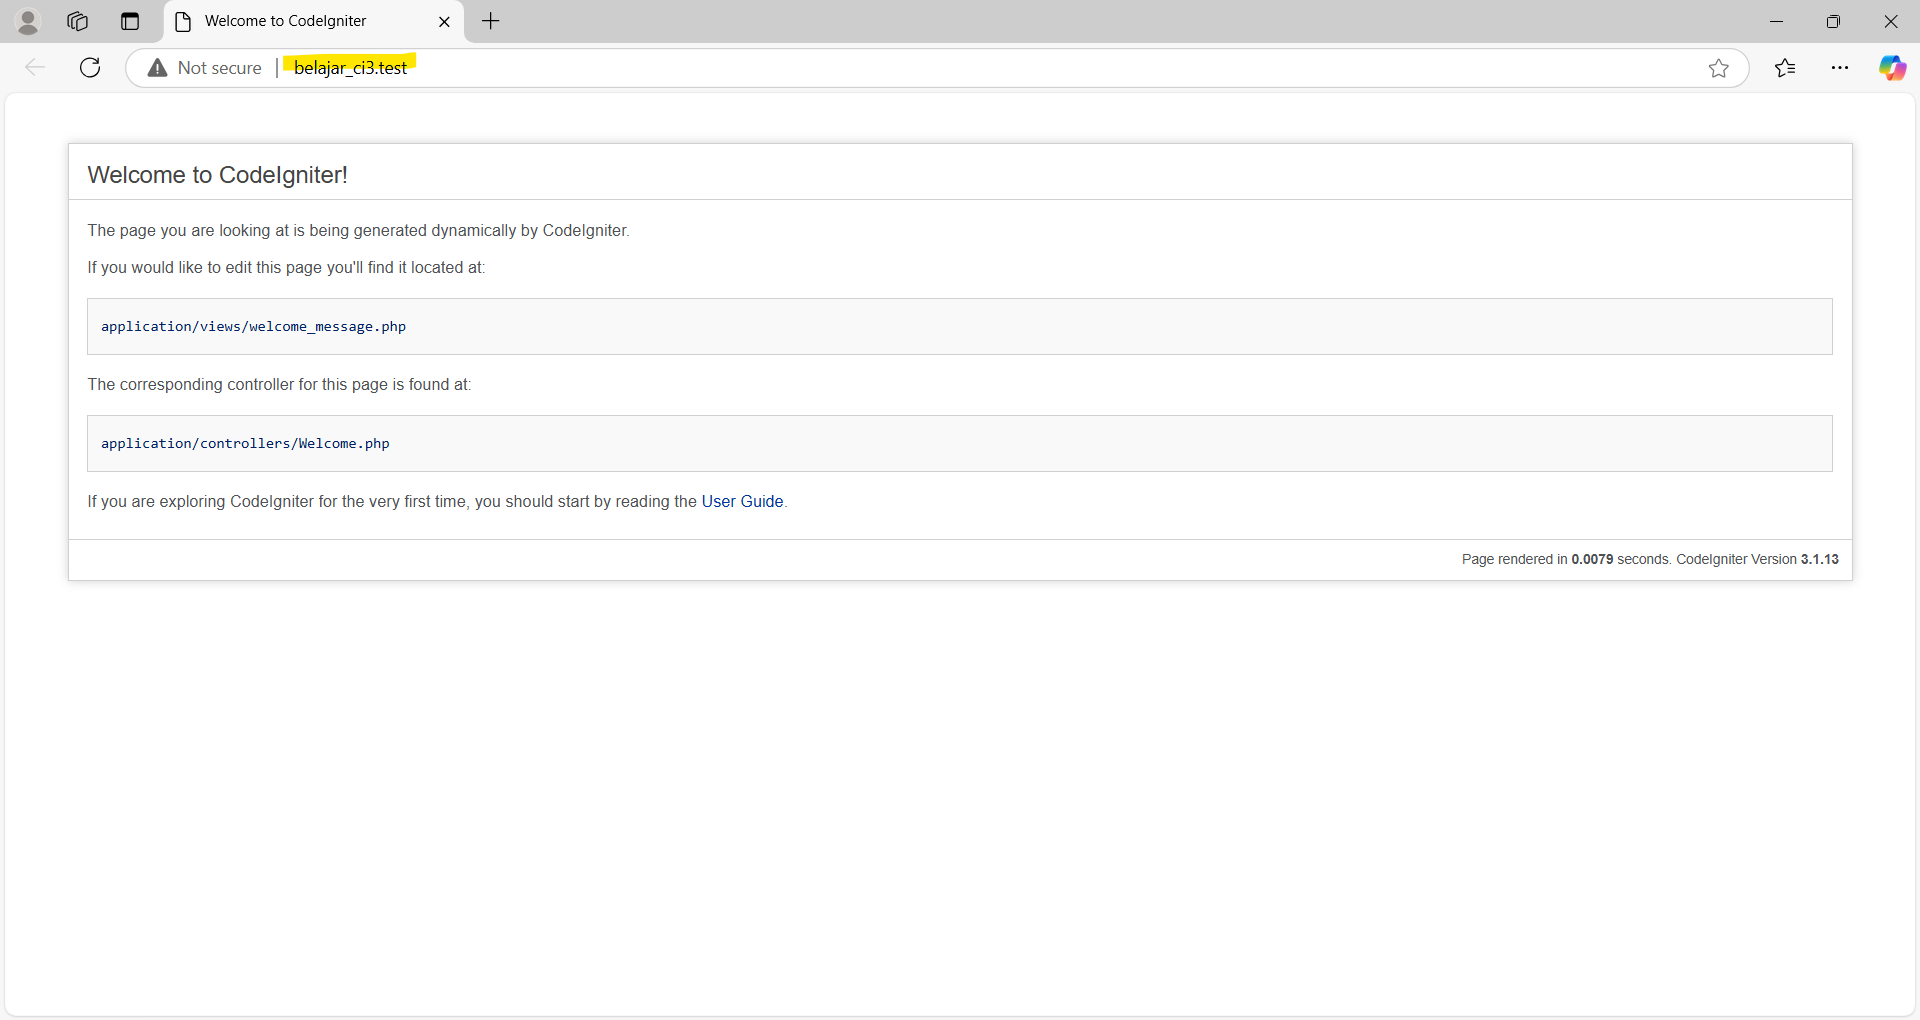 Welcome to CodeIgniter
Not secure
belajar_ci3.test
Welcome to CodeIgniter!
The page you are looking at is being generated dynamically by CodeIgniter.
If you would like to edit this page you'll find it located at:
application/views/welcome_message.php
The corresponding controller for this page is found at:
application/controllers/Welcome.php
If you are exploring CodeIgniter for the very first time, you should start by reading the User Guide.
Page rendered in 0.0079 seconds. CodeIgniter Version 3.1.13